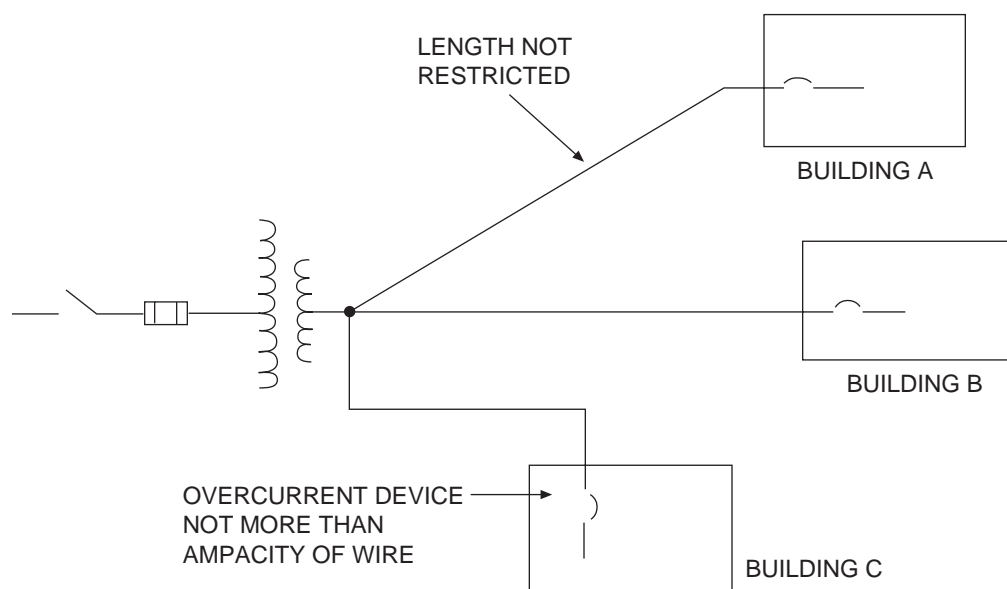 LENGTH NOT
RESTRICTED
BUILDING A
BUILDING B
OVERCURRENT DEVICE
NOT MORE THAN
AMPACITY OF WIRE
BUILDING C